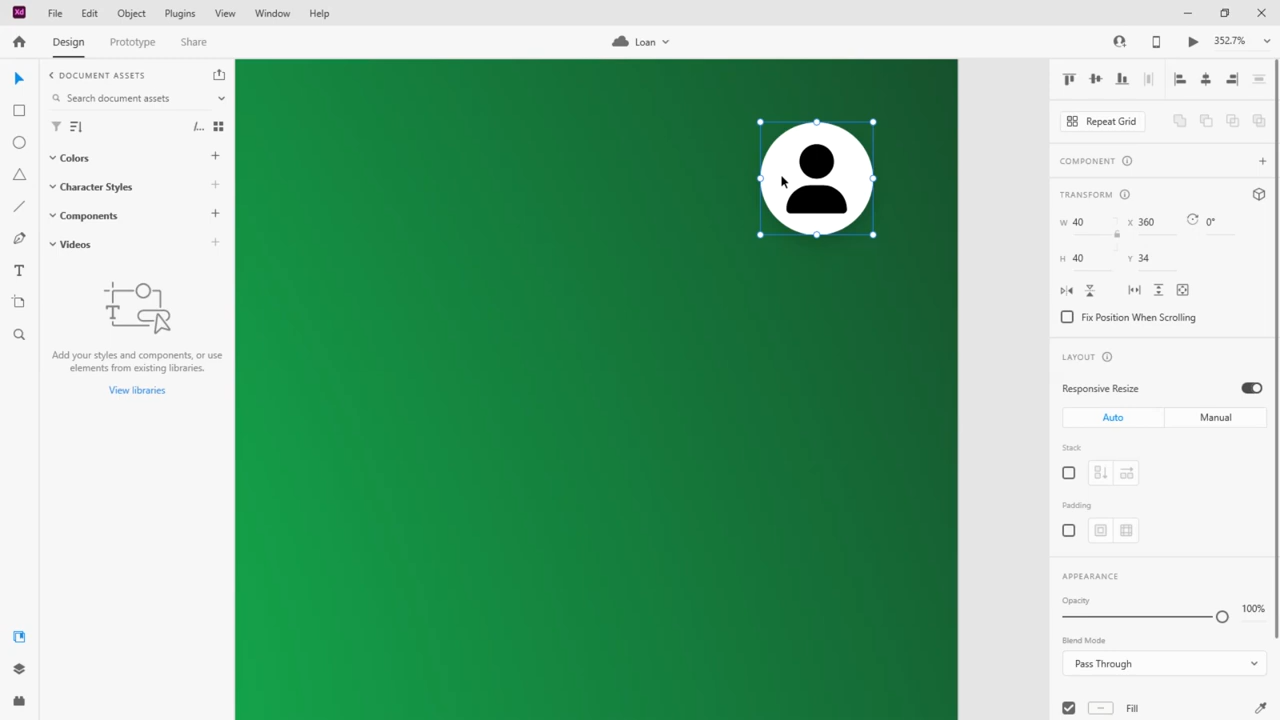 Xd File Edit Object Plugins View Window Help
Design Prototype Share Loan 352.7%
DOCUMENT ASSETS
Search document assets
/...
Colors
Character Styles
Components
Videos
T
Add your styles and components, or use
elements from existing libraries.
View libraries
Repeat Grid
COMPONENT
TRANSFORM
W 40 X 360 0°
H 40 Y 34
Fix Position When Scrolling
LAYOUT
Responsive Resize
Auto Manual
Stack
Padding
APPEARANCE
Opacity
100%
Blend Mode
Pass Through
Fill